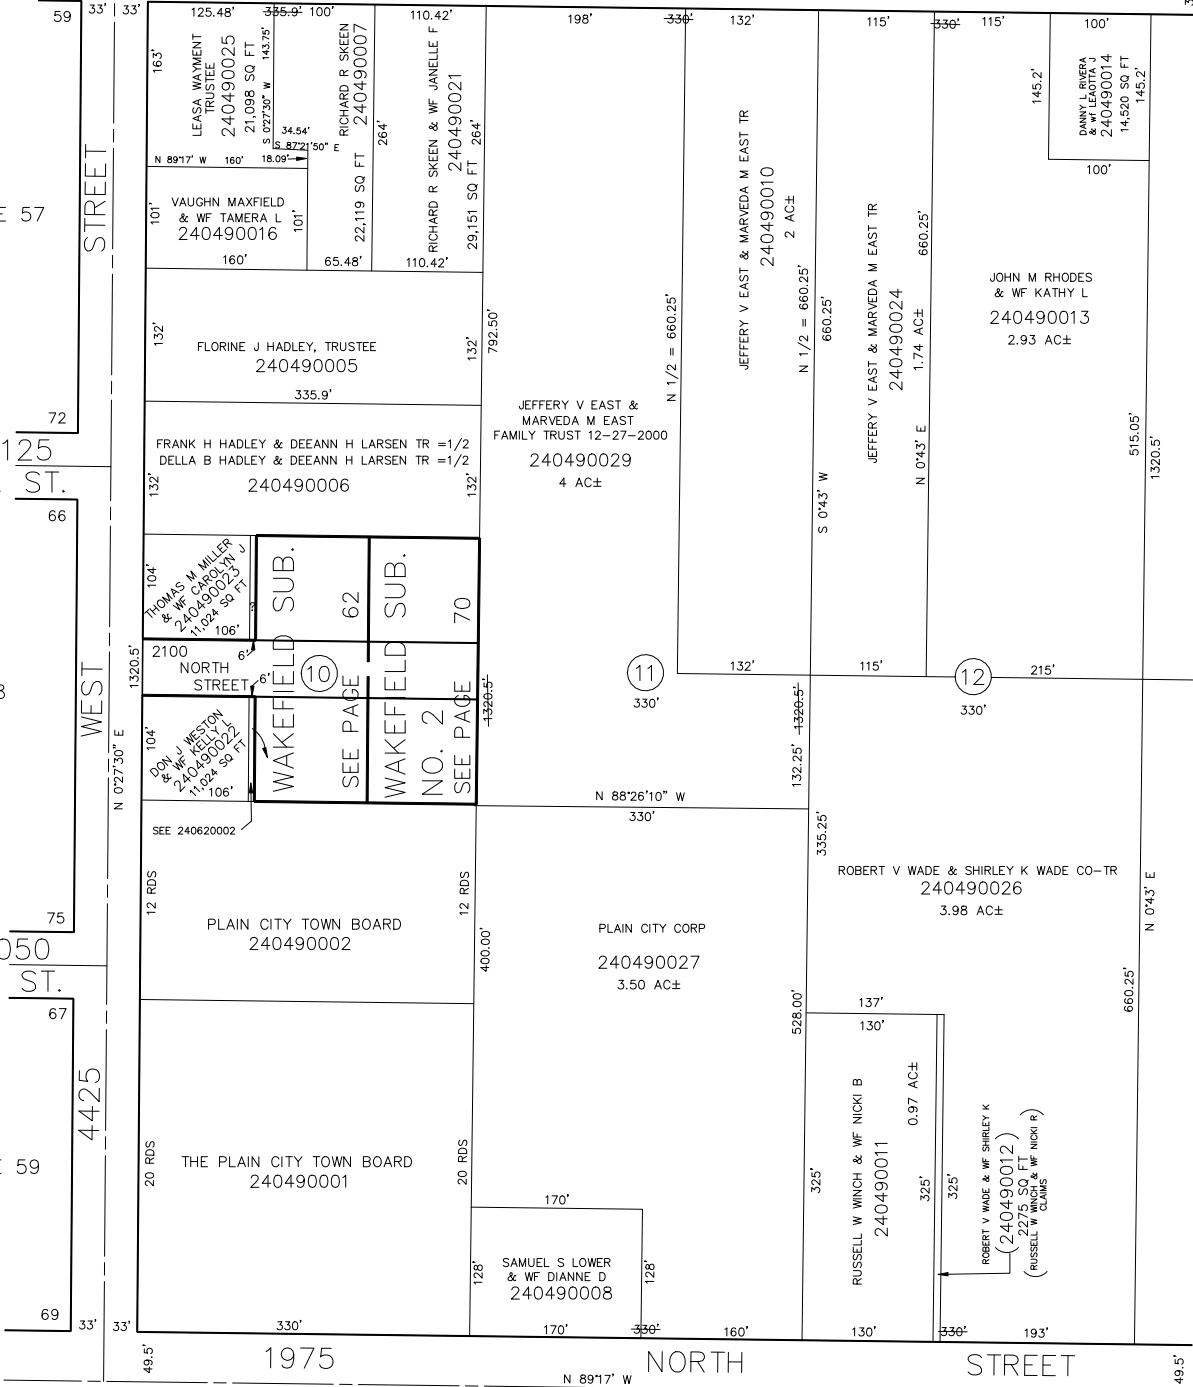 59
33'
33'
125.48'
335.9'
100'
110.42'
198'
330'
132'
115'
330'
115'
100'
163'
LEASA WAYMENT
TRUSTEE
240490025
21,098 SQ FT
S 0°27'30" W 143.75'
34.54'
S 87°21'50" E
18.09'
N 89°17' W
160'
RICHARD R SKEEN
240490007
22,119 SQ FT
264'
RICHARD R SKEEN & WF JANELLE F
240490021
29,151 SQ FT
264'
VAUGHN MAXFIELD
& WF TAMERA L
240490016
101'
101'
160'
65.48'
110.42'
132'
FLORINE J HADLEY, TRUSTEE
240490005
132'
335.9'
792.50'
FRANK H HADLEY & DEEANN H LARSEN TR =1/2
DELLA B HADLEY & DEEANN H LARSEN TR =1/2
240490006
132'
132'
JEFFERY V EAST &
MARVEDA M EAST
FAMILY TRUST 12-27-2000
240490029
4 AC±
N 1/2 = 660.25'
JEFFERY V EAST & MARVEDA M EAST TR
240490010
2 AC±
N 1/2 = 660.25'
660.25'
S 0°43' W
JEFFERY V EAST & MARVEDA M EAST TR
240490024
1.74 AC±
660.25'
N 0°43' E
145.2'
DANNY L RIVERA
& wf LEAOTTA J
240490014
14,520 SQ FT
145.2'
100'
JOHN M RHODES
& WF KATHY L
240490013
2.93 AC±
515.05'
1320.5'
E 57
STREET
72
125
ST.
66
WEST
N 0°27'30" E
1320.5'
104'
THOMAS M MILLER
& WF CAROLYN J
240490023
11,024 SQ FT
106'
?
2100
NORTH
STREET
6'
6'
10
WAKEFIELD SUB.
SEE PAGE 62
WAKEFIELD SUB.
NO. 2
SEE PAGE 70
1320.5'
104'
DON J WESTON
& WF KELLY L
240490022
11,024 SQ FT
106'
SEE 240620002
11
330'
132'
115'
12
215'
330'
1320.5'
132.25'
N 88°26'10" W
330'
335.25'
ROBERT V WADE & SHIRLEY K WADE CO-TR
240490026
3.98 AC±
N 0°43' E
660.25'
75
050
ST.
67
12 RDS
PLAIN CITY TOWN BOARD
240490002
12 RDS
400.00'
PLAIN CITY CORP
240490027
3.50 AC±
528.00'
137'
130'
4425
E 59
20 RDS
THE PLAIN CITY TOWN BOARD
240490001
20 RDS
170'
128'
SAMUEL S LOWER
& WF DIANNE D
240490008
128'
325'
RUSSELL W WINCH & WF NICKI B
240490011
0.97 AC±
325'
325'
ROBERT V WADE & WF SHIRLEY K
(240490012)
2275 SQ FT
(RUSSELL W WINCH & WF NICKI R)
CLAIMS
69
33'
33'
330'
170'
330'
160'
130'
330'
193'
49.5'
1975
NORTH
STREET
N 89°17' W
49.5'